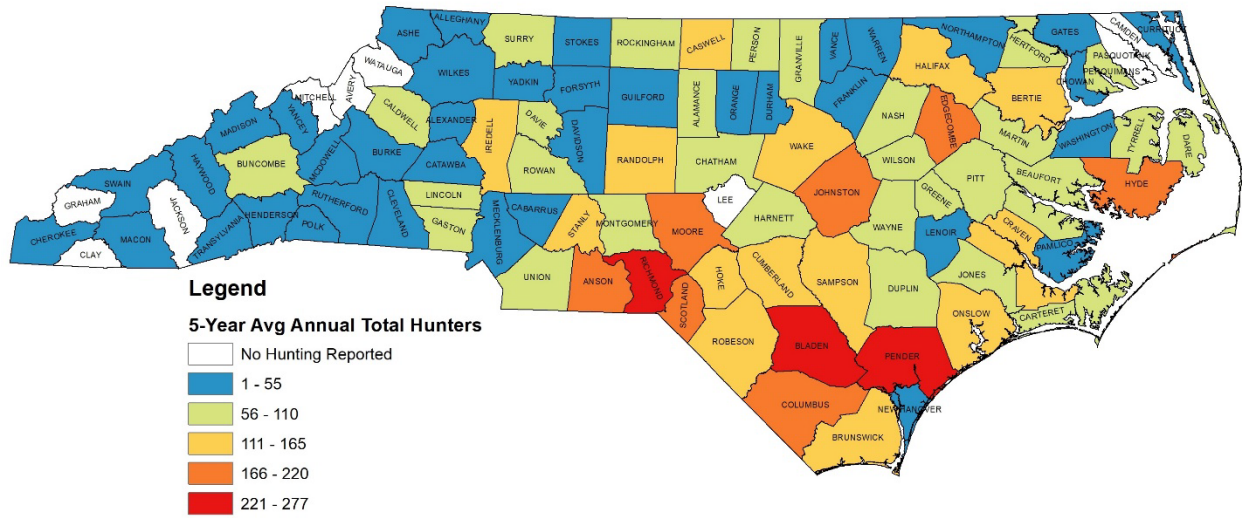 ALLEGHANY
ASHE
SURRY
STOKES
ROCKINGHAM
CASWELL
PERSON
GRANVILLE
VANCE
WARREN
NORTHAMPTON
HERTFORD
GATES
CAMDEN
CURRITUCK
PASQUOTANK
PERQUIMANS
CHOWAN
WATAUGA
WILKES
YADKIN
FORSYTH
GUILFORD
ALAMANCE
ORANGE
DURHAM
FRANKLIN
HALIFAX
BERTIE
MITCHELL
AVERY
CALDWELL
ALEXANDER
IREDELL
DAVIE
DAVIDSON
RANDOLPH
CHATHAM
WAKE
NASH
EDGECOMBE
MARTIN
WASHINGTON
TYRRELL
DARE
MADISON
YANCEY
MCDOWELL
BURKE
CATAWBA
ROWAN
WILSON
PITT
BEAUFORT
HYDE
BUNCOMBE
HAYWOOD
SWAIN
GRAHAM
JACKSON
RUTHERFORD
CLEVELAND
LINCOLN
GASTON
MECKLENBURG
CABARRUS
STANLY
MONTGOMERY
MOORE
LEE
HARNETT
JOHNSTON
WAYNE
GREENE
LENOIR
CRAVEN
PAMLICO
CHEROKEE
MACON
CLAY
TRANSYLVANIA
HENDERSON
POLK
UNION
ANSON
RICHMOND
SCOTLAND
HOKE
CUMBERLAND
SAMPSON
DUPLIN
JONES
CARTERET
ONSLOW
ROBESON
BLADEN
PENDER
COLUMBUS
NEW HANOVER
BRUNSWICK
Legend
5-Year Avg Annual Total Hunters
No Hunting Reported
1 - 55
56 - 110
111 - 165
166 - 220
221 - 277